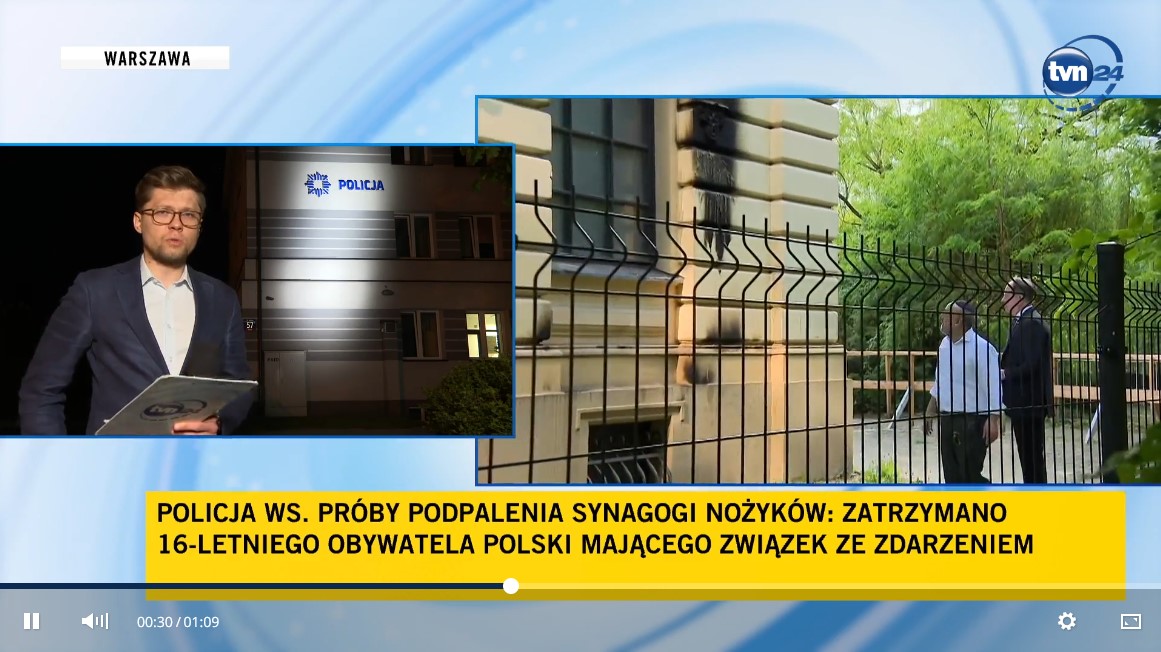 WARSZAWA
tvn24
POLICJA
57
tvn24
POLICJA WS. PRÓBY PODPALENIA SYNAGOGI NOŻYKÓW: ZATRZYMANO
16-LETNIEGO OBYWATELA POLSKI MAJĄCEGO ZWIĄZEK ZE ZDARZENIEM
00:30 / 01:09